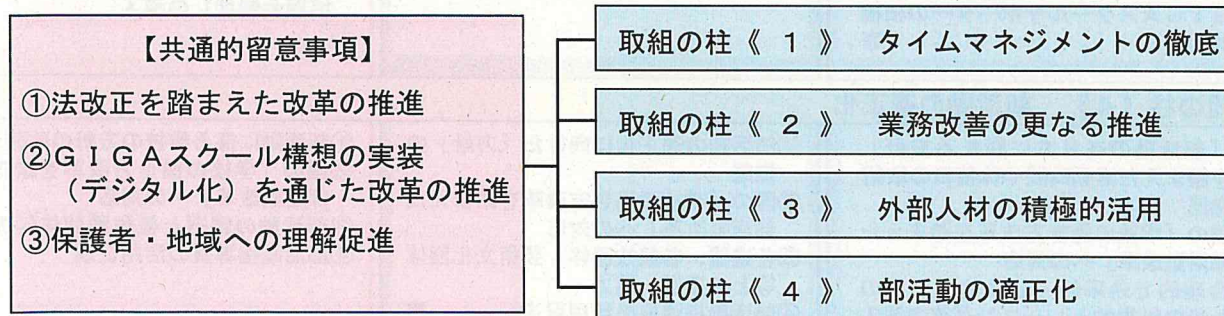 【共通的留意事項】
①法改正を踏まえた改革の推進
②GIGAスクール構想の実装
（デジタル化）を通じた改革の推進
③保護者・地域への理解促進
取組の柱《 1 》 タイムマネジメントの徹底
取組の柱《 2 》 業務改善の更なる推進
取組の柱《 3 》 外部人材の積極的活用
取組の柱《 4 》 部活動の適正化